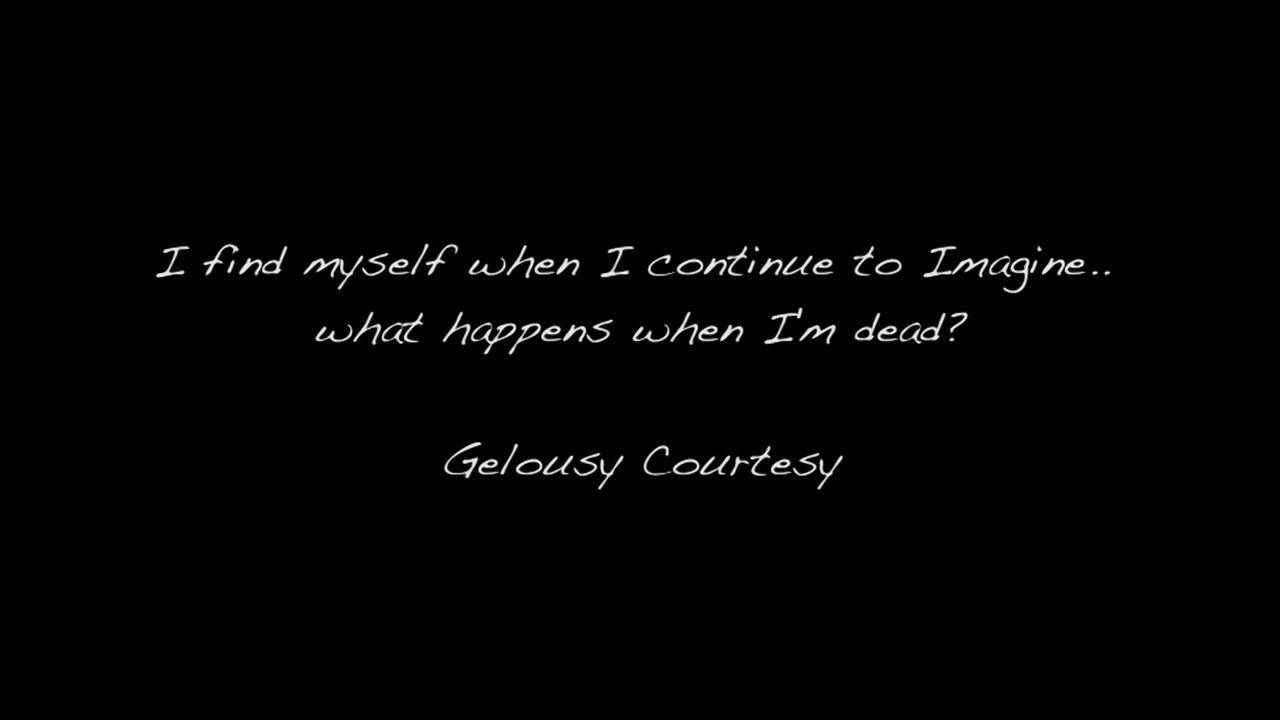 I find myself when I continue to Imagine..
what happens when I'm dead?
Gelousy Courtesy